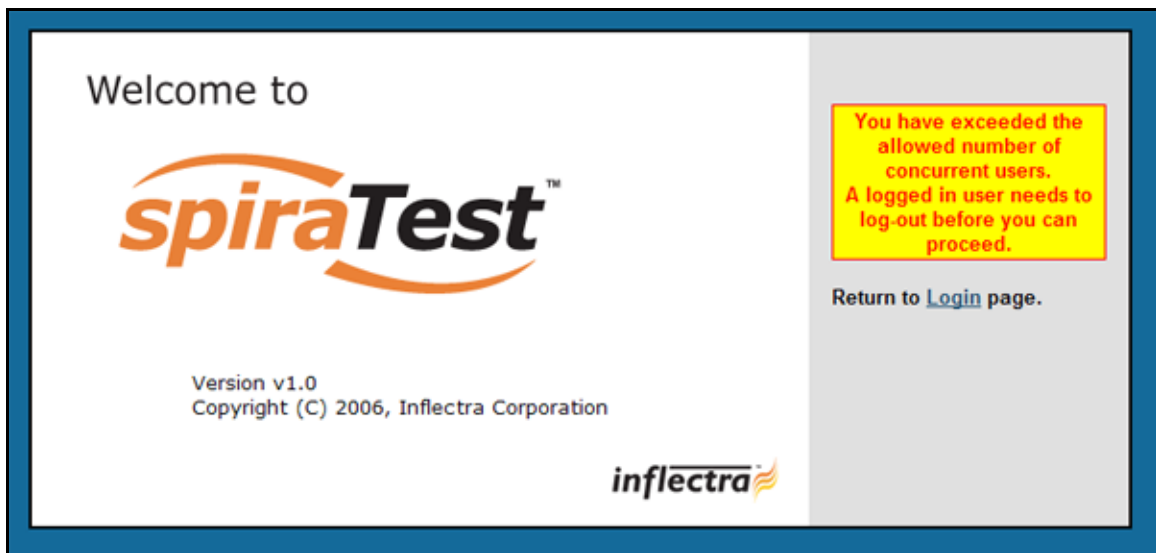 Welcome to
spiraTest™
Version v1.0
Copyright (C) 2006, Inflectra Corporation
inflectra™
You have exceeded the
allowed number of
concurrent users.
A logged in user needs to
log-out before you can
proceed.
Return to Login page.